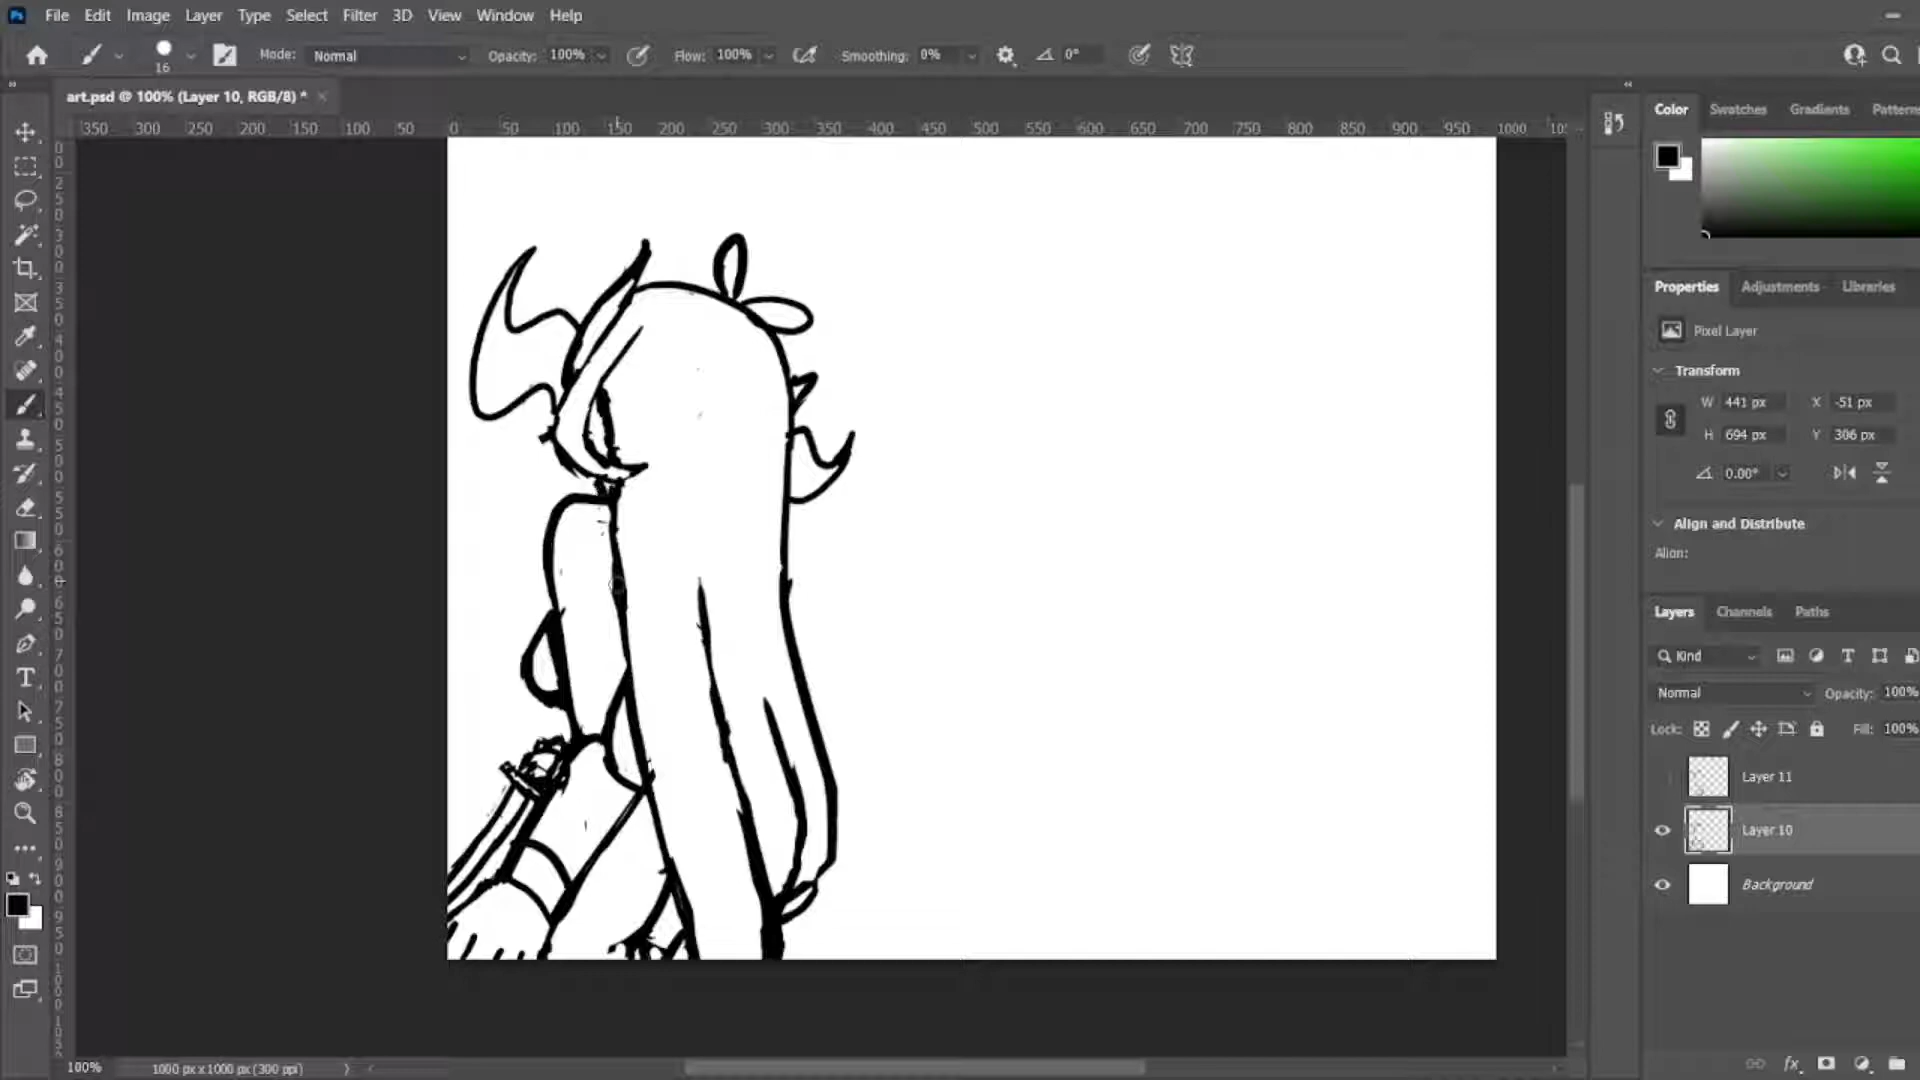 Ps File Edit Image Layer Type Select Filter 3D View Window Help
16 Mode: Normal Opacity: 100% Flow: 100% Smoothing: 0% 0°
art.psd @ 100% (Layer 10, RGB/8) *
350 300 250 200 150 100 50 0 50 100 150 200 250 300 350 400 450 500 550 600 650 700 750 800 850 900 950 1000
Color Swatches Gradients Patterns
Properties Adjustments Libraries
Pixel Layer
Transform
W 441 px X -51 px
H 694 px Y 306 px
0.00°
Align and Distribute
Align:
Layers Channels Paths
Kind
Normal Opacity: 100%
Lock: Fill: 100%
Layer 11
Layer 10
Background
fx
100% 1000 px x 1000 px (300 ppi)